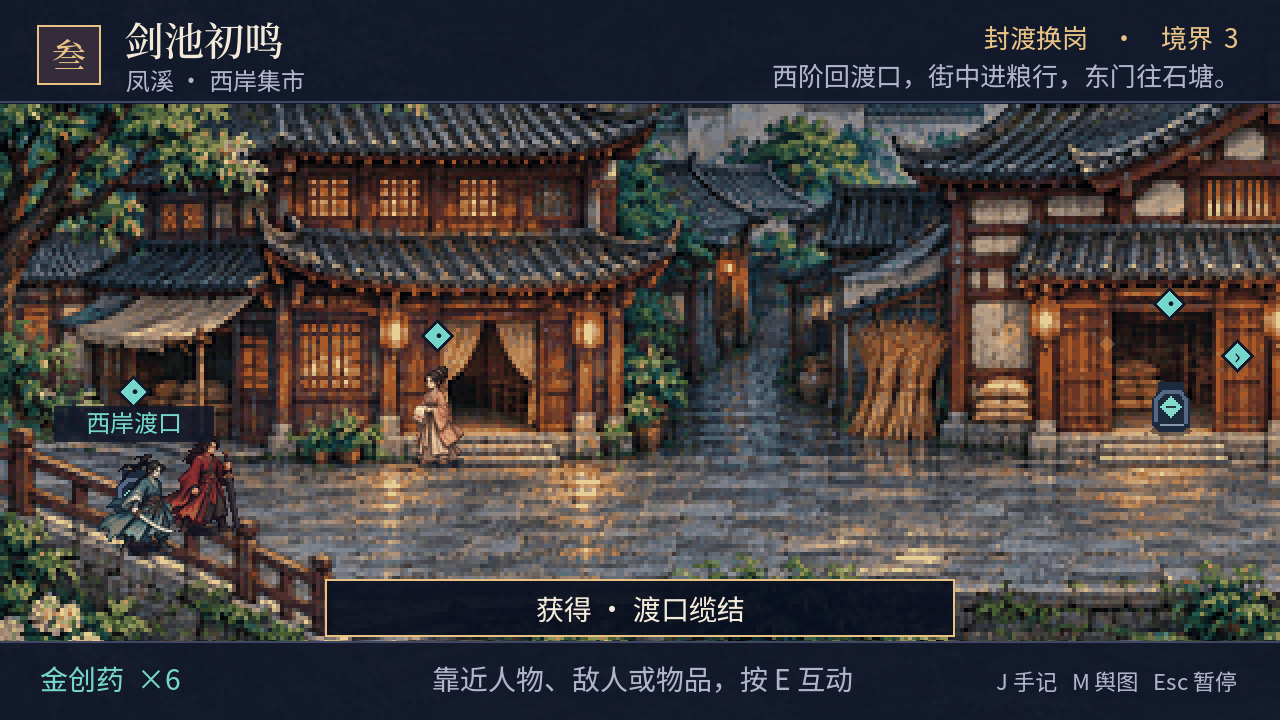 叁
剑池初鸣
凤溪 · 西岸集市
封渡换岗 · 境界 3
西阶回渡口，街中进粮行，东门往石塘。
西岸渡口
获得 · 渡口缆结
金创药 ×6
靠近人物、敌人或物品，按 E 互动
J 手记 M 舆图 Esc 暂停